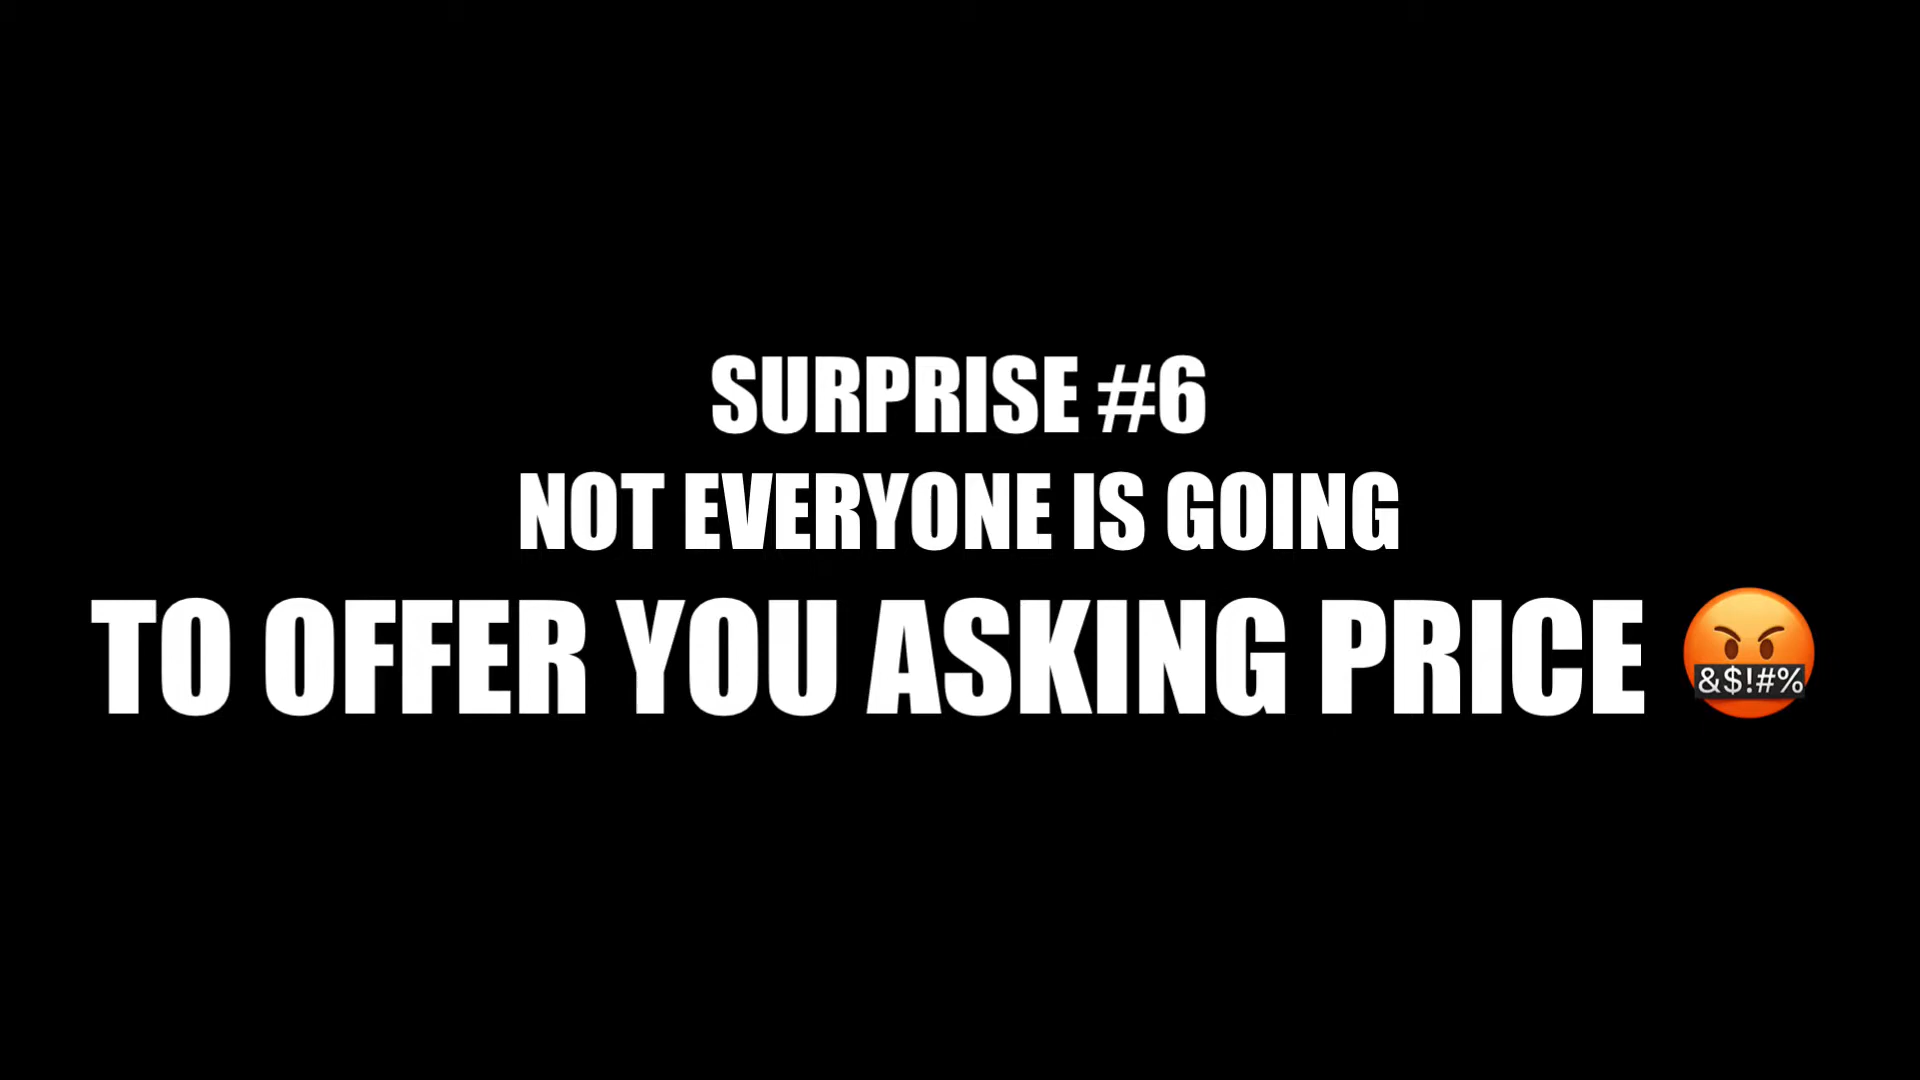 SURPRISE #6
NOT EVERYONE IS GOING
TO OFFER YOU ASKING PRICE 🤬
&$!#%